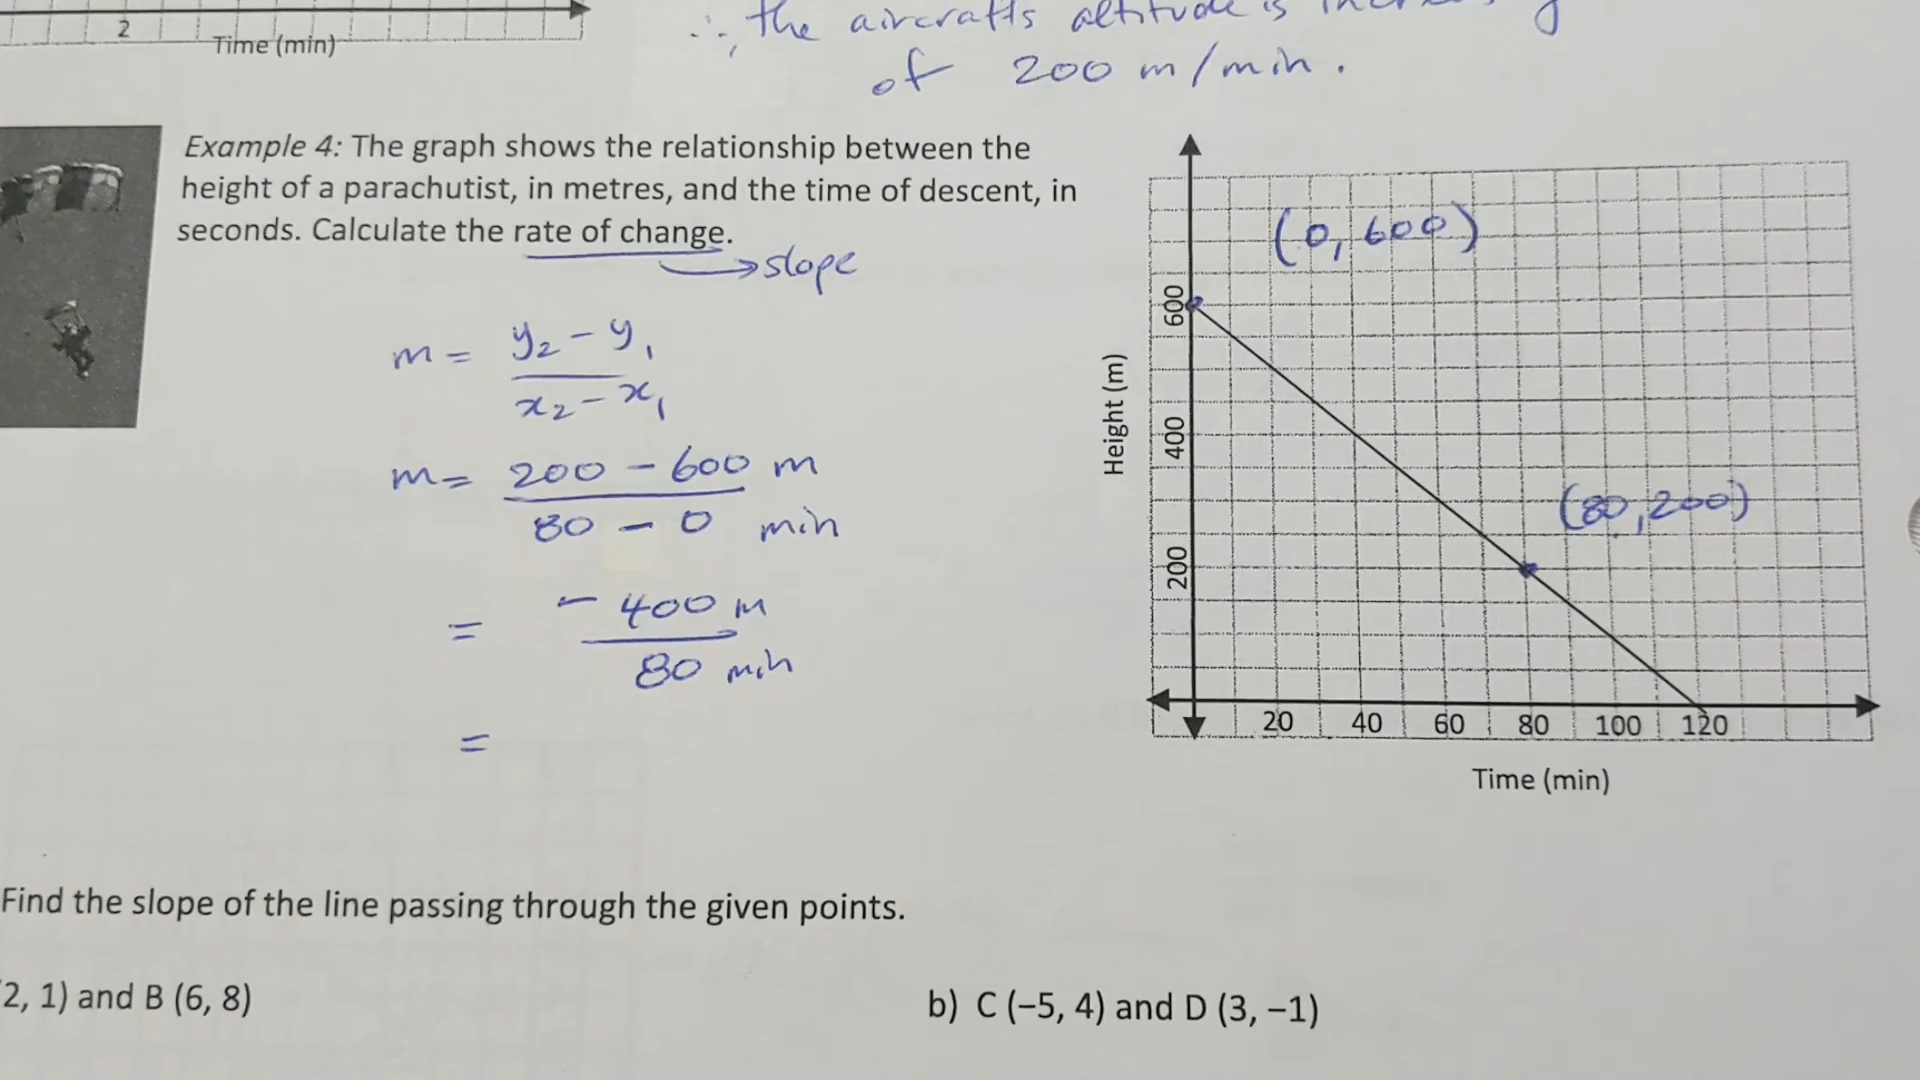 2
Time (min)
∴, the aircrafts altitude is
of 200 m/min.
Example 4: The graph shows the relationship between the
height of a parachutist, in metres, and the time of descent, in
seconds. Calculate the rate of change.
→ slope
m = y₂ - y₁
x₂ - x₁
m = 200 - 600 m
80 - 0 min
= - 400 m
80 min
=
(0, 600)
600
400
200
Height (m)
(80, 200)
20 40 60 80 100 120
Time (min)
Find the slope of the line passing through the given points.
2, 1) and B (6, 8)
b) C (−5, 4) and D (3, −1)